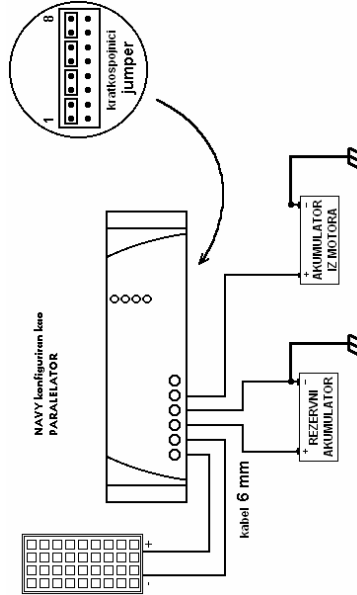 1 8
kratkospojnici
jumper
NAVY konfiguriran kao
PARALELATOR
- +
kabel 6 mm
+ -
REZERVNI
AKUMULATOR
+ -
AKUMULATOR
IZ MOTORA